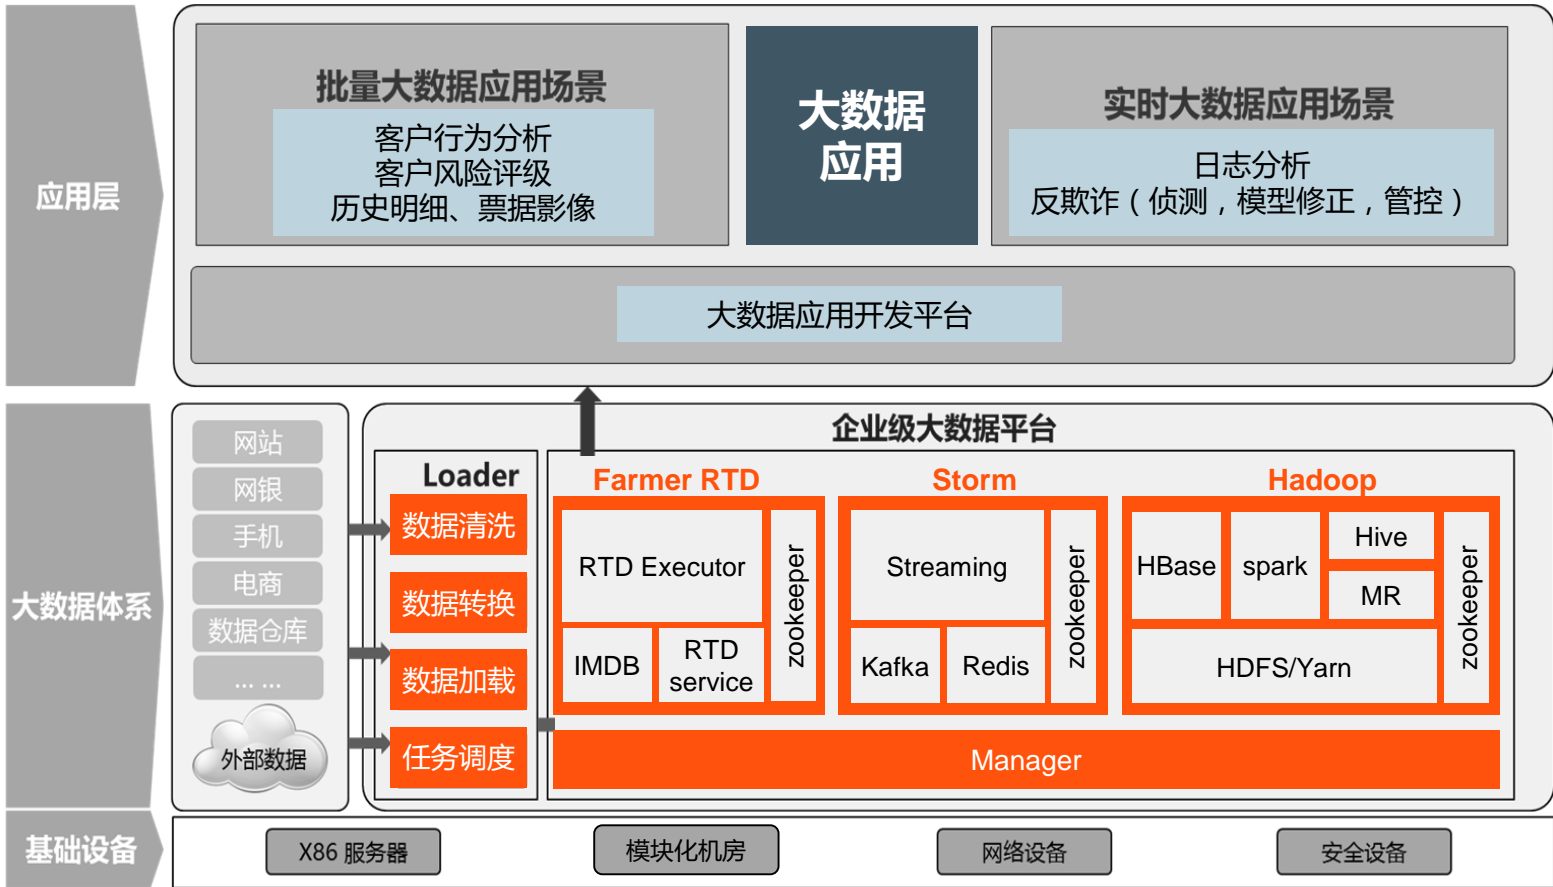 应用层
批量大数据应用场景
客户行为分析
客户风险评级
历史明细、票据影像
大数据
应用
实时大数据应用场景
日志分析
反欺诈（侦测，模型修正，管控）
大数据应用开发平台
大数据体系
网站
网银
手机
电商
数据仓库
... ...
外部数据
企业级大数据平台
Loader
数据清洗
数据转换
数据加载
任务调度
Farmer RTD
RTD Executor
IMDB
RTD
service
zookeeper
Storm
Streaming
Kafka
Redis
zookeeper
Hadoop
HBase
spark
Hive
MR
HDFS/Yarn
zookeeper
Manager
基础设备
X86 服务器
模块化机房
网络设备
安全设备